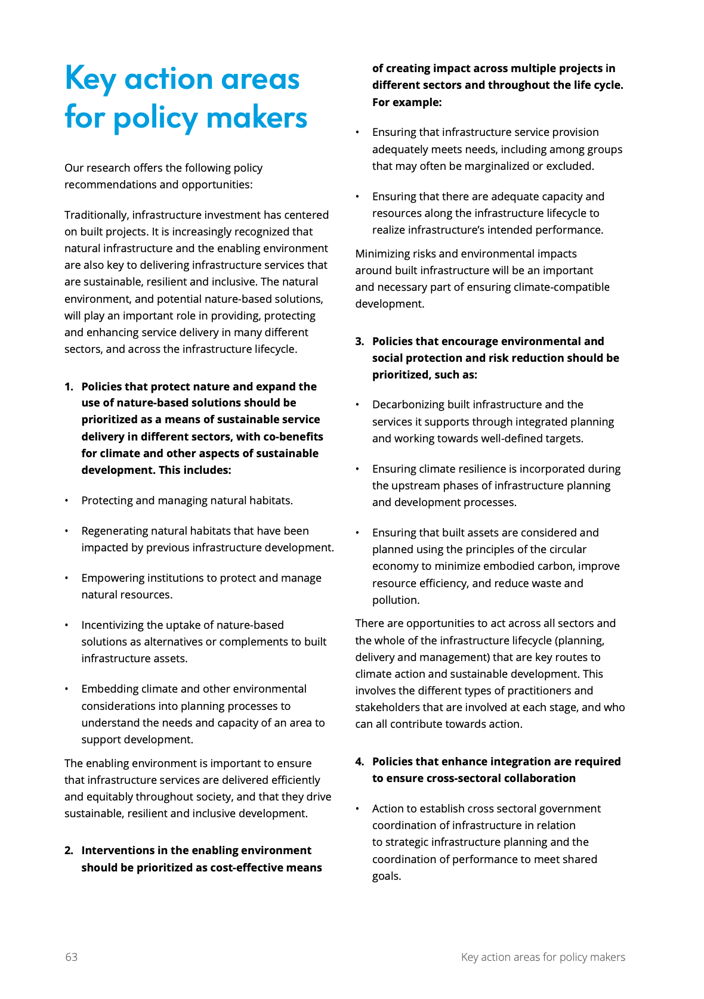 Key action areas
for policy makers
Our research offers the following policy
recommendations and opportunities:
Traditionally, infrastructure investment has centered
on built projects. It is increasingly recognized that
natural infrastructure and the enabling environment
are also key to delivering infrastructure services that
are sustainable, resilient and inclusive. The natural
environment, and potential nature-based solutions,
will play an important role in providing, protecting
and enhancing service delivery in many different
sectors, and across the infrastructure lifecycle.
1. Policies that protect nature and expand the
use of nature-based solutions should be
prioritized as a means of sustainable service
delivery in different sectors, with co-benefits
for climate and other aspects of sustainable
development. This includes:
• Protecting and managing natural habitats.
• Regenerating natural habitats that have been
impacted by previous infrastructure development.
• Empowering institutions to protect and manage
natural resources.
• Incentivizing the uptake of nature-based
solutions as alternatives or complements to built
infrastructure assets.
• Embedding climate and other environmental
considerations into planning processes to
understand the needs and capacity of an area to
support development.
The enabling environment is important to ensure
that infrastructure services are delivered efficiently
and equitably throughout society, and that they drive
sustainable, resilient and inclusive development.
2. Interventions in the enabling environment
should be prioritized as cost-effective means
of creating impact across multiple projects in
different sectors and throughout the life cycle.
For example:
• Ensuring that infrastructure service provision
adequately meets needs, including among groups
that may often be marginalized or excluded.
• Ensuring that there are adequate capacity and
resources along the infrastructure lifecycle to
realize infrastructure’s intended performance.
Minimizing risks and environmental impacts
around built infrastructure will be an important
and necessary part of ensuring climate-compatible
development.
3. Policies that encourage environmental and
social protection and risk reduction should be
prioritized, such as:
• Decarbonizing built infrastructure and the
services it supports through integrated planning
and working towards well-defined targets.
• Ensuring climate resilience is incorporated during
the upstream phases of infrastructure planning
and development processes.
• Ensuring that built assets are considered and
planned using the principles of the circular
economy to minimize embodied carbon, improve
resource efficiency, and reduce waste and
pollution.
There are opportunities to act across all sectors and
the whole of the infrastructure lifecycle (planning,
delivery and management) that are key routes to
climate action and sustainable development. This
involves the different types of practitioners and
stakeholders that are involved at each stage, and who
can all contribute towards action.
4. Policies that enhance integration are required
to ensure cross-sectoral collaboration
• Action to establish cross sectoral government
coordination of infrastructure in relation
to strategic infrastructure planning and the
coordination of performance to meet shared
goals.
63
Key action areas for policy makers